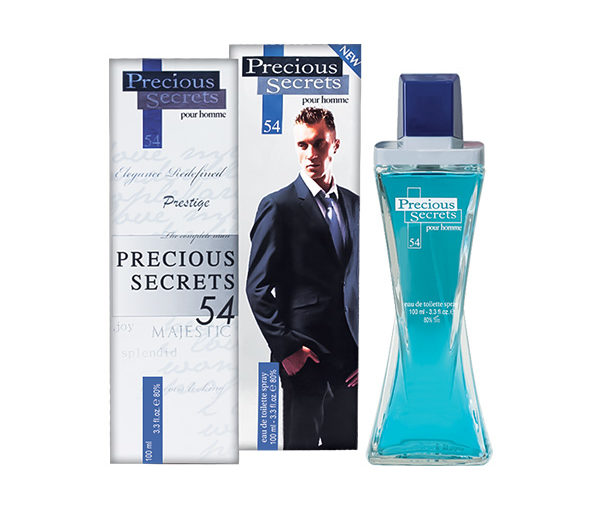 Precious
Secrets
pour homme
54
Elegance Redefined
Prestige
The complete man
PRECIOUS
SECRETS
54
joy
MAJESTIC
splendid
100 ml 3.3 fl.oz. ℮ 80%
NEW
Precious
Secrets
pour homme
54
eau de toilette spray
100 ml - 3.3 fl.oz. ℮ 80%
Precious
Secrets
pour homme
54
eau de toilette spray
100 ml - 3.3 fl.oz. ℮
80% Vol